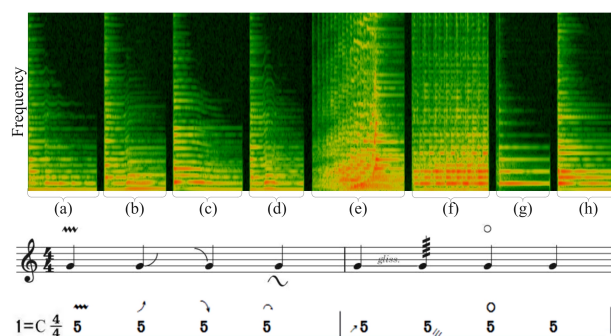 Frequency
(a) (b) (c) (d) (e) (f) (g) (h)
4
4
gliss.
1=C 4/4 5 5 5 5 | 5 5 5 5